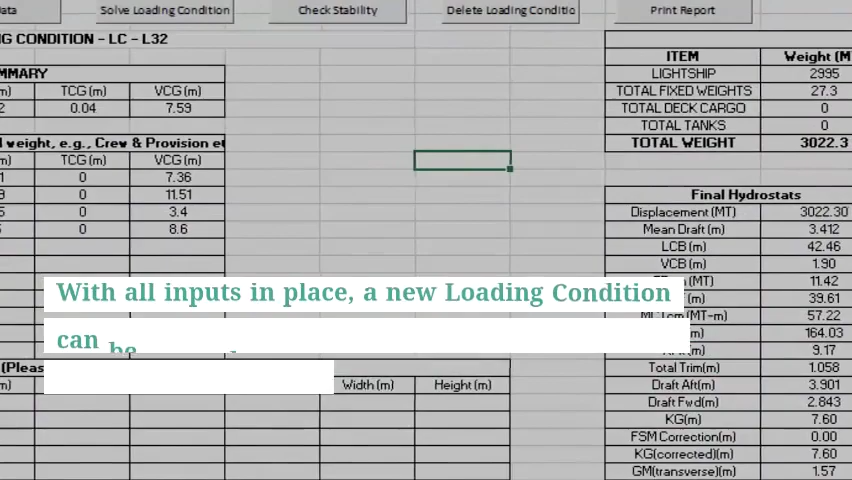 ata
Solve Loading Condition
Check Stability
Delete Loading Conditio
Print Report
G CONDITION - LC - L32
ITEM Weight (M
MMARY
LIGHTSHIP 2995
m) TCG (m) VCG (m)
TOTAL FIXED WEIGHTS 27.3
2 0.04 7.59
TOTAL DECK CARGO 0
TOTAL TANKS 0
l weight, e.g., Crew & Provision et
TOTAL WEIGHT 3022.3
m) TCG (m) VCG (m)
1 0 7.36
Final Hydrostats
0 11.51
5 0 3.4
Displacement (MT) 3022.30
5 0 8.6
Mean Draft (m) 3.412
LCB (m) 42.46
VCB (m) 1.90
(MT) 11.42
With all inputs in place, a new Loading Condition
(m) 39.61
(MT-m) 57.22
can be
(m) 164.03
(m) 9.17
(Pleas
Total Trim(m) 1.058
m) Width (m) Height (m)
Draft Aft(m) 3.901
Draft Fwd(m) 2.843
KG(m) 7.60
FSM Correction(m) 0.00
KG(corrected)(m) 7.60
GM(transverse)(m) 1.57